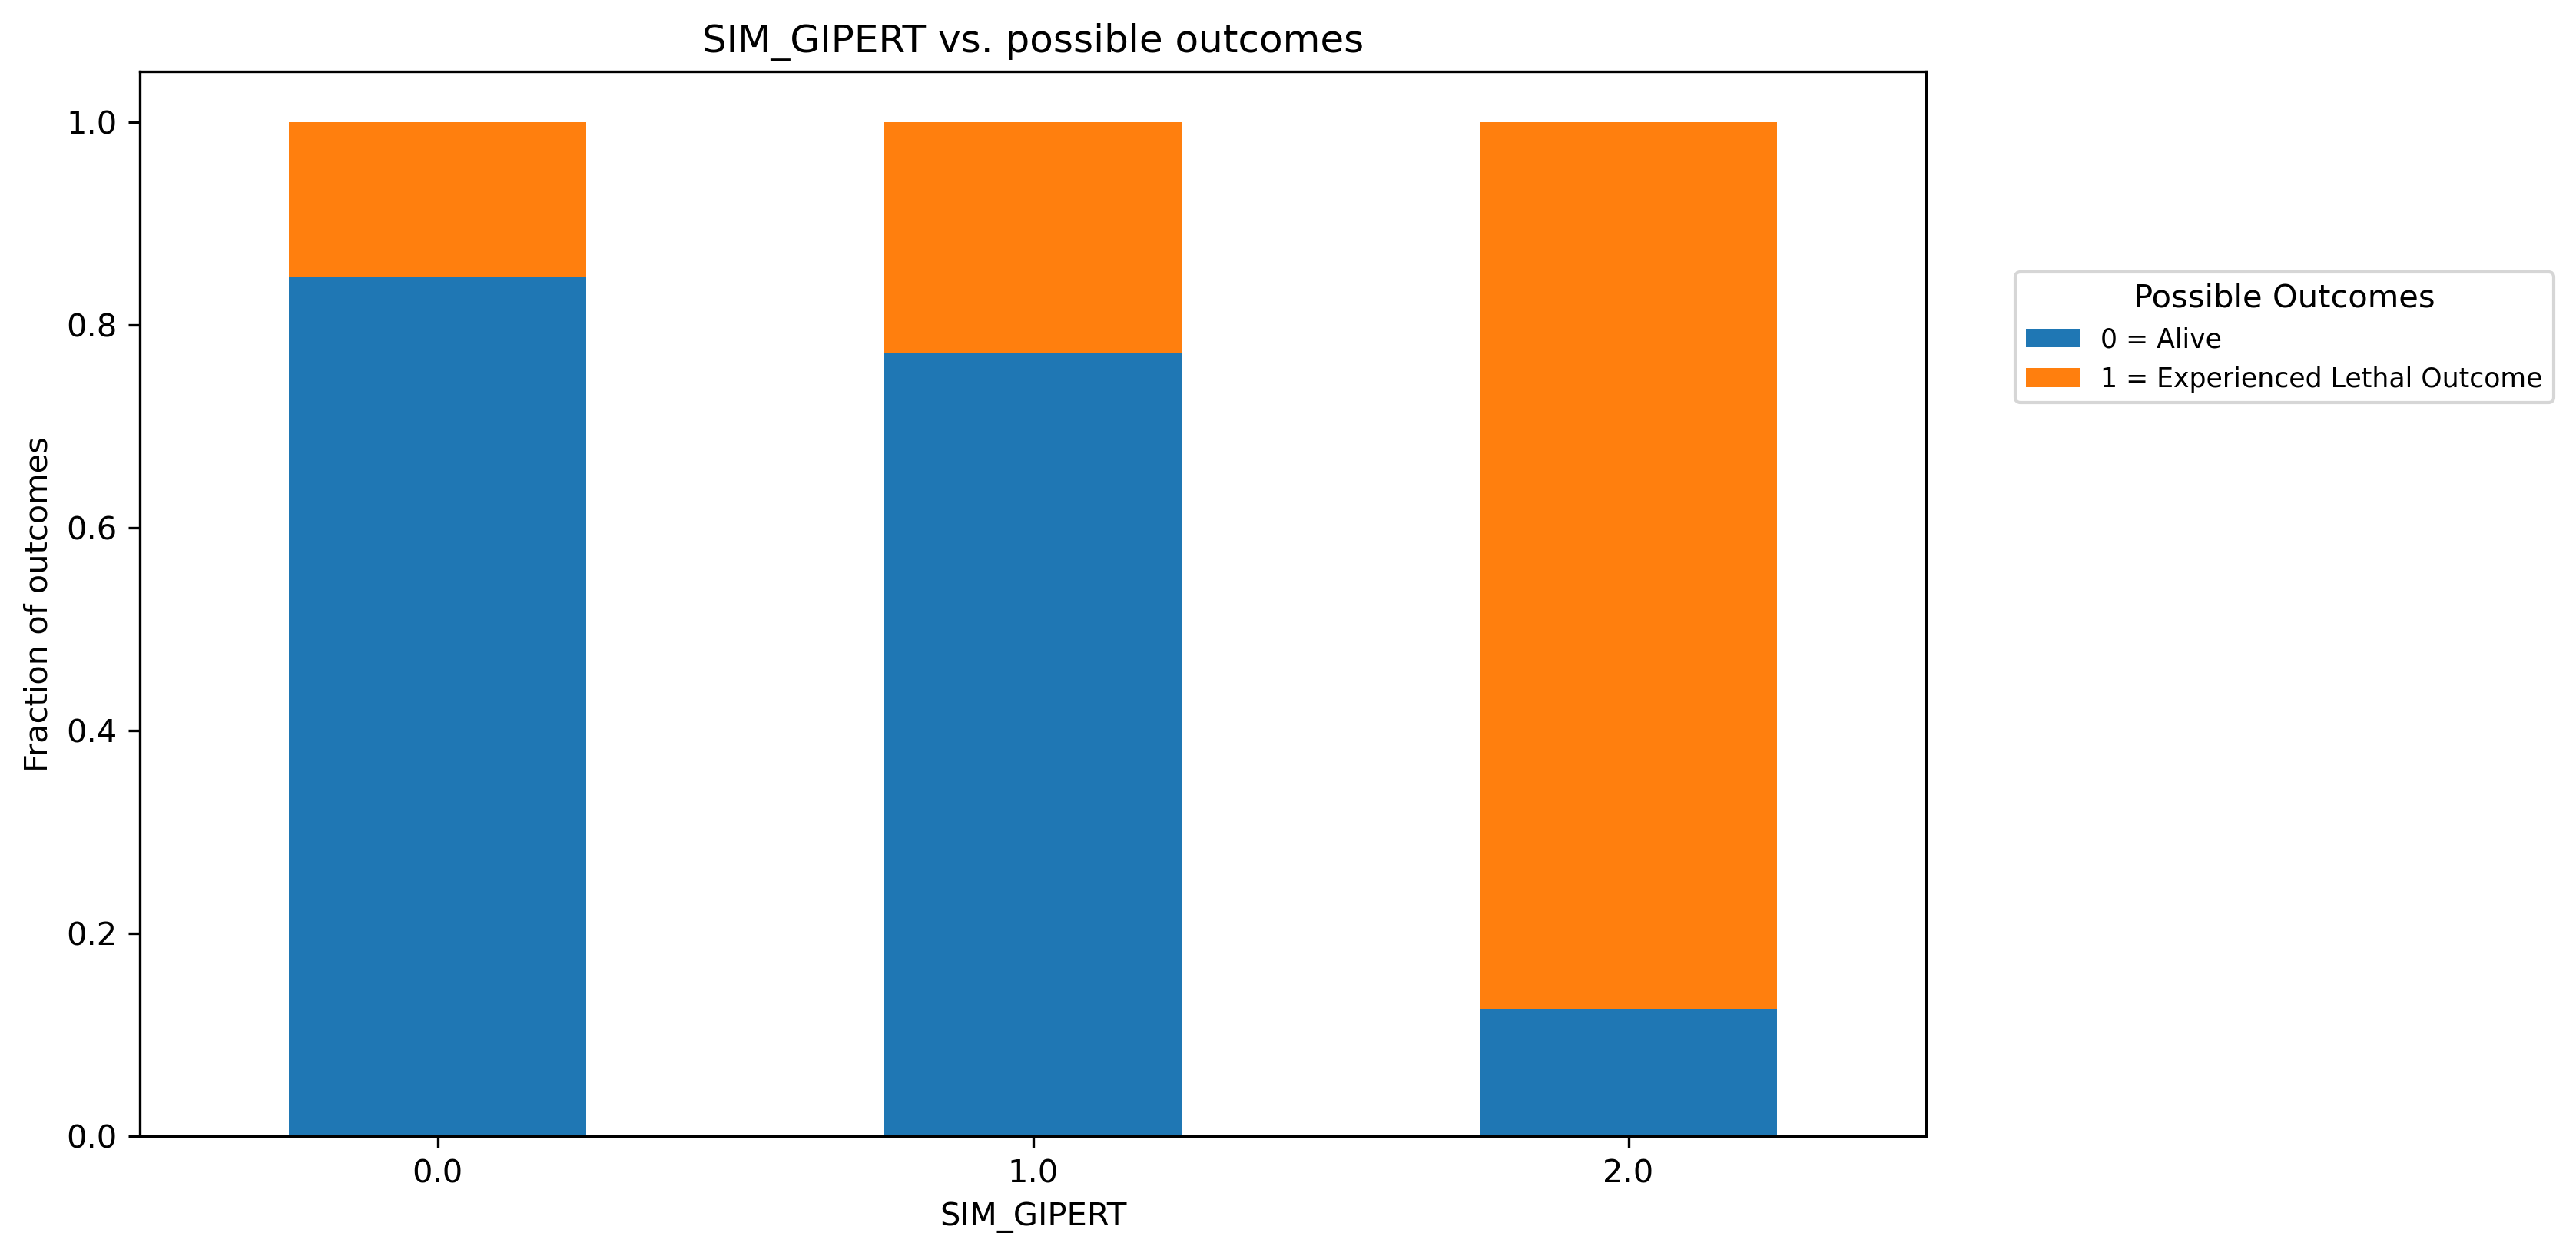 SIM_GIPERT vs. possible outcomes
Fraction of outcomes
1.0
0.8
0.6
0.4
0.2
0.0
0.0 1.0 2.0
SIM_GIPERT
Possible Outcomes
0 = Alive
1 = Experienced Lethal Outcome